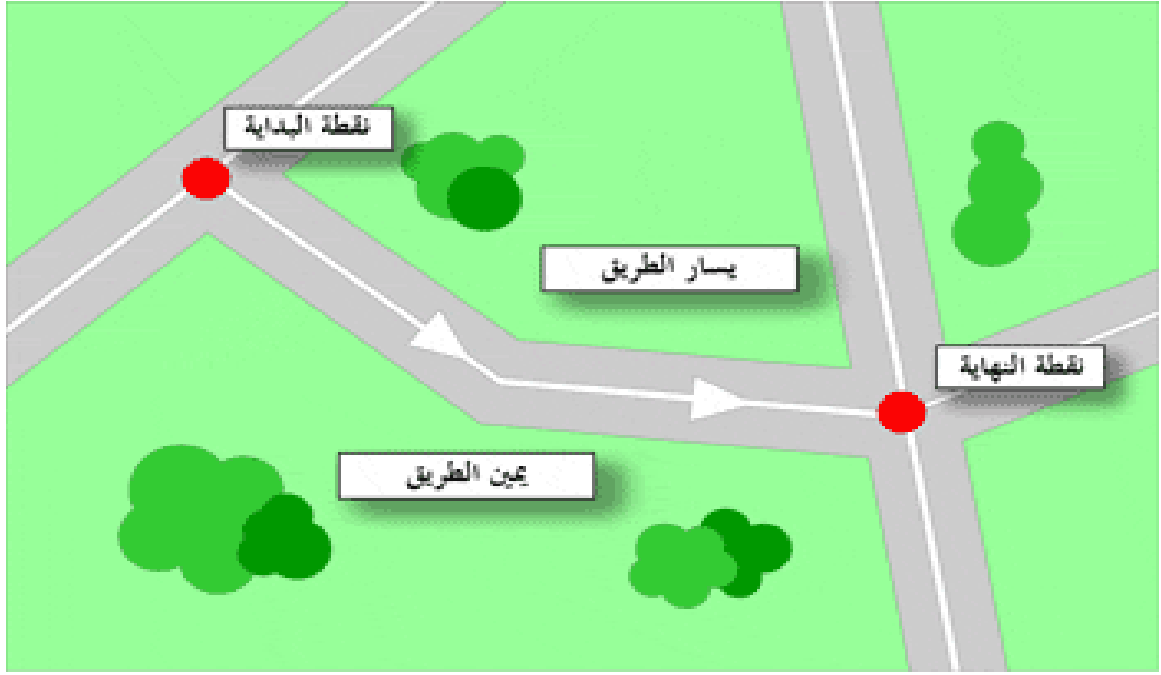 نقطة البداية
يسار الطريق
نقطة النهاية
يمين الطريق